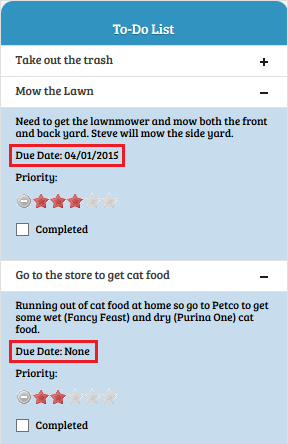 To-Do List
Take out the trash
Mow the Lawn
Need to get the lawnmower and mow both the front
and back yard. Steve will mow the side yard.
Due Date: 04/01/2015
Priority:
Completed
Go to the store to get cat food
Running out of cat food at home so go to Petco to get
some wet (Fancy Feast) and dry (Purina One) cat
food.
Due Date: None
Priority:
Completed